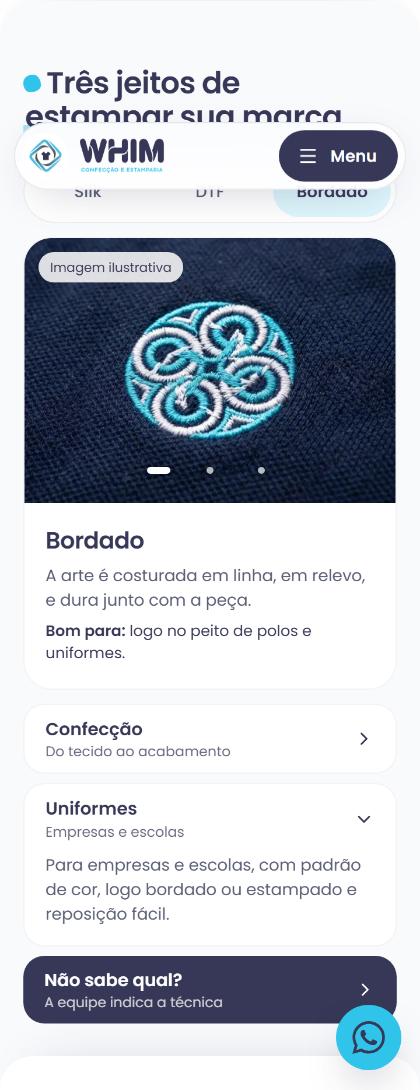 Três jeitos de
estampar sua marca
WHIM
CONFECÇÃO E ESTAMPARIA
Menu
Silk
DTF
Bordado
Imagem ilustrativa
Bordado
A arte é costurada em linha, em relevo,
e dura junto com a peça.
Bom para: logo no peito de polos e
uniformes.
Confecção
Do tecido ao acabamento
Uniformes
Empresas e escolas
Para empresas e escolas, com padrão
de cor, logo bordado ou estampado e
reposição fácil.
Não sabe qual?
A equipe indica a técnica